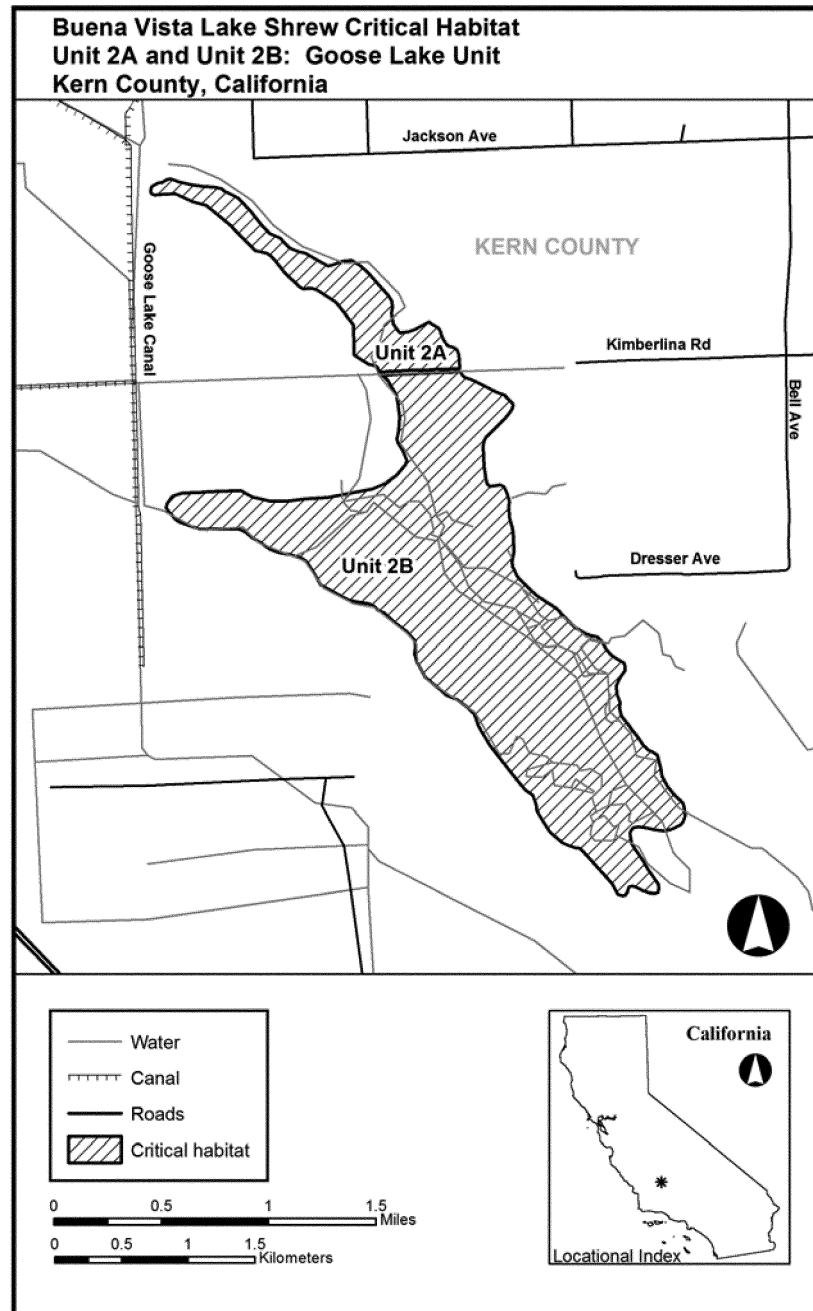 Buena Vista Lake Shrew Critical Habitat
Unit 2A and Unit 2B: Goose Lake Unit
Kern County, California
Jackson Ave
KERN COUNTY
Goose Lake Canal
Unit 2A
Kimberlina Rd
Bell Ave
Unit 2B
Dresser Ave
Water
Canal
Roads
Critical habitat
0 0.5 1 1.5
Miles
0 0.5 1 1.5
Kilometers
California
Locational Index